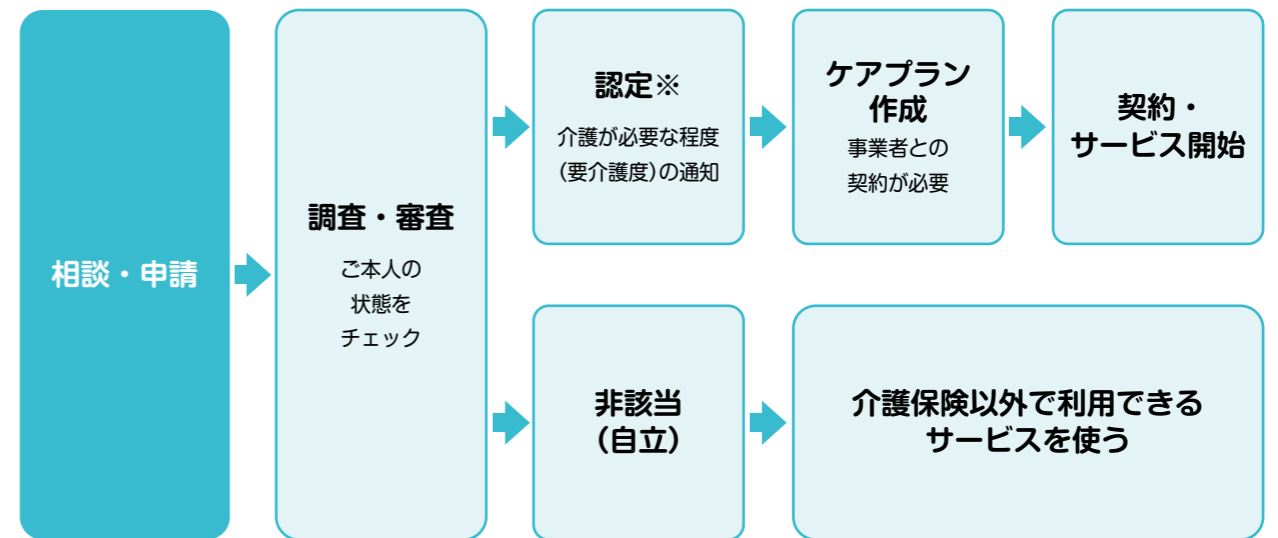 相談・申請
調査・審査
ご本人の
状態を
チェック
認定※
介護が必要な程度
(要介護度)の通知
ケアプラン
作成
事業者との
契約が必要
契約・
サービス開始
非該当
(自立)
介護保険以外で利用できる
サービスを使う